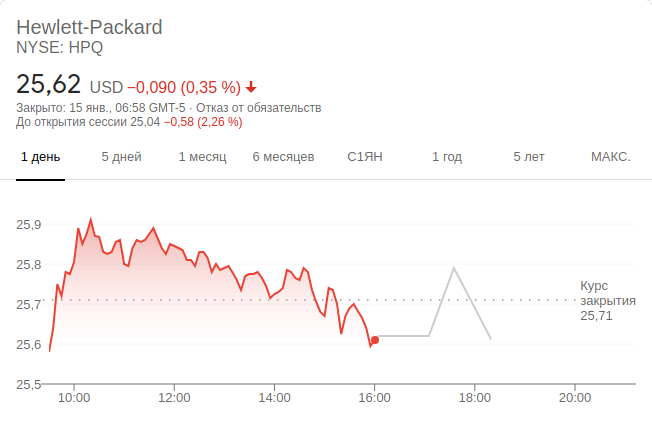 Hewlett-Packard
NYSE: HPQ
25,62 USD −0,090 (0,35 %)
Закрыто: 15 янв., 06:58 GMT-5 · Отказ от обязательств
До открытия сессии 25,04 −0,58 (2,26 %)
1 день 5 дней 1 месяц 6 месяцев С1ЯН 1 год 5 лет МАКС.
25,9
25,8
25,7
25,6
25,5
Курс
закрытия
25,71
10:00 12:00 14:00 16:00 18:00 20:00